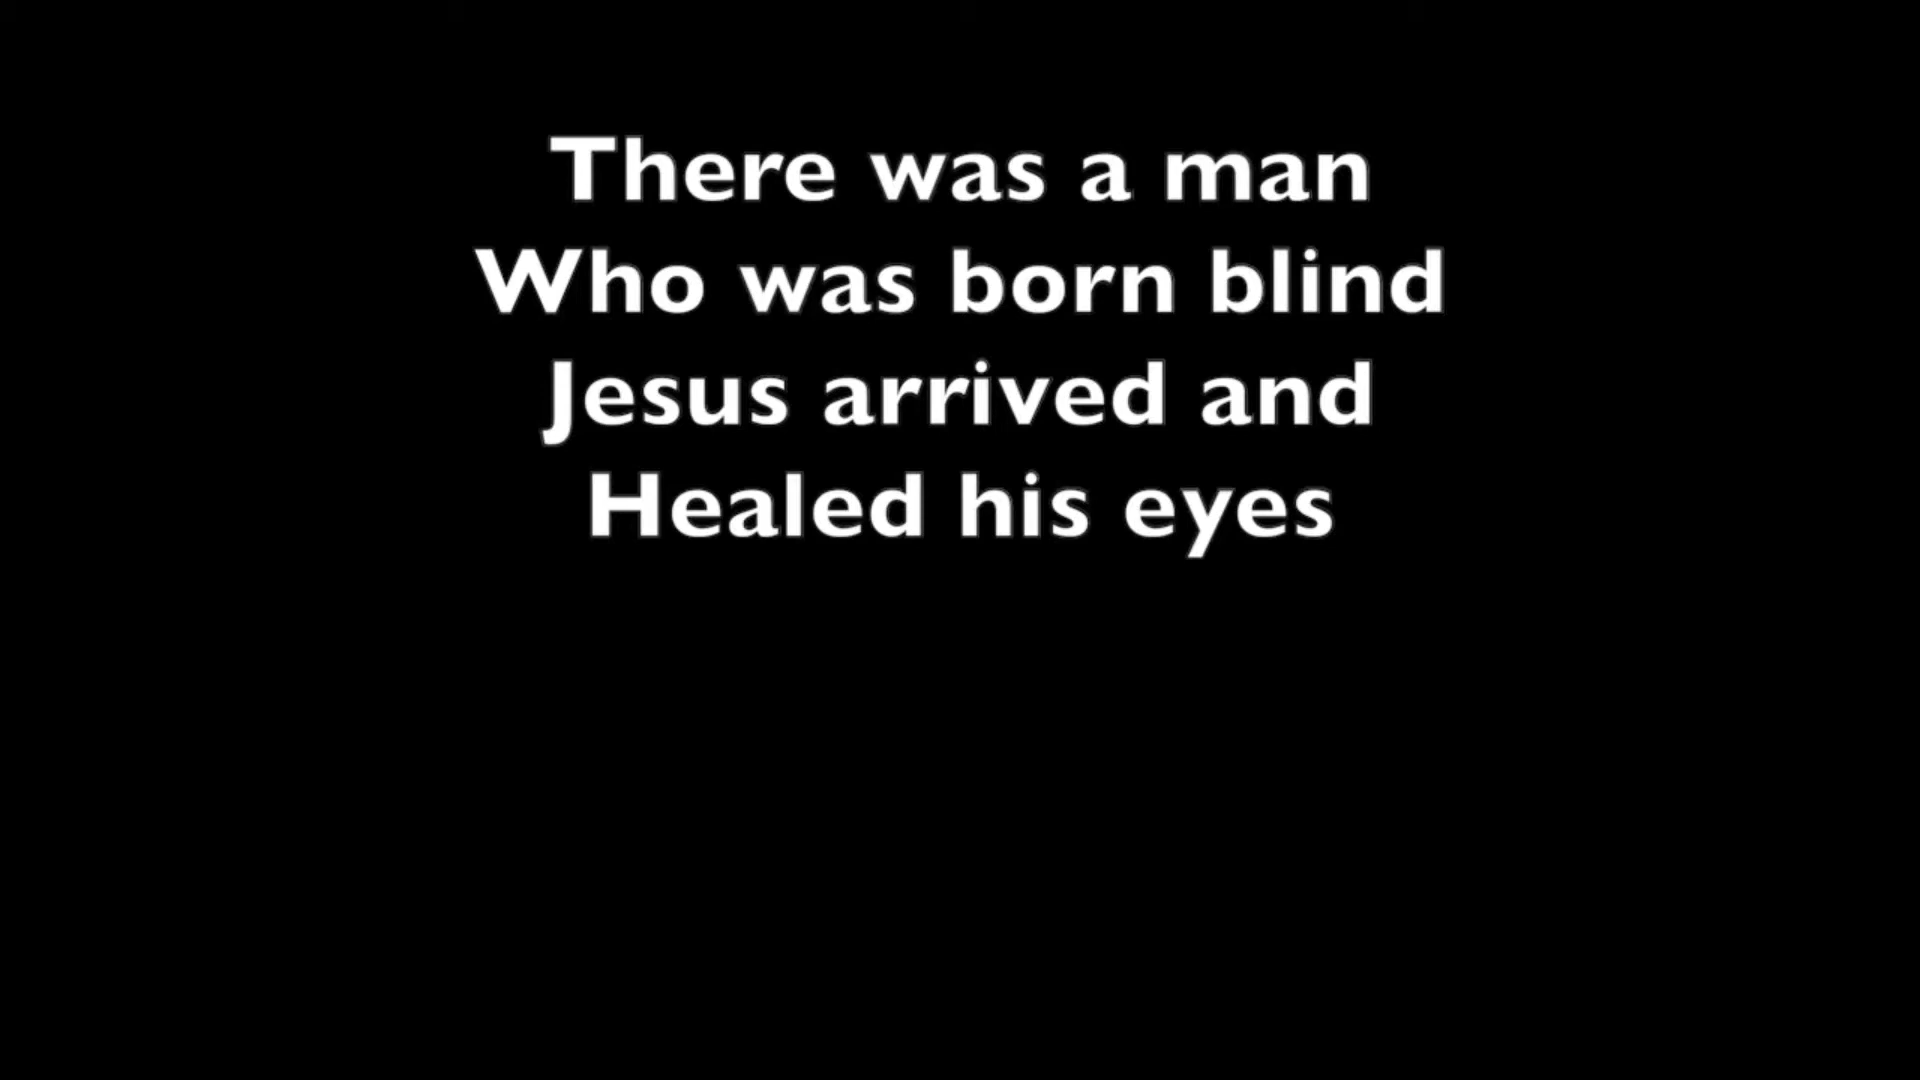 There was a man
Who was born blind
Jesus arrived and
Healed his eyes